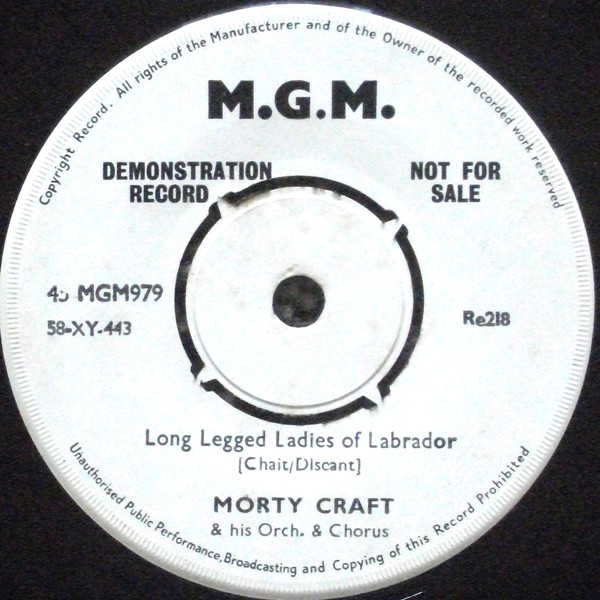 Copyright Record. All rights of the Manufacturer and of the Owner of the recorded work reserved
M.G.M.
DEMONSTRATION
RECORD
NOT FOR
SALE
45 MGM979
58-XY-443
Re218
Long Legged Ladies of Labrador
[Chait/Discant]
MORTY CRAFT
& his Orch. & Chorus
Unauthorised Public Performance, Broadcasting and Copying of this Record Prohibited